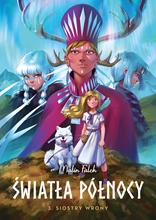 Malin Falch
ŚWIATŁA PÓŁNOCY
3. SIOSTRY WRONY